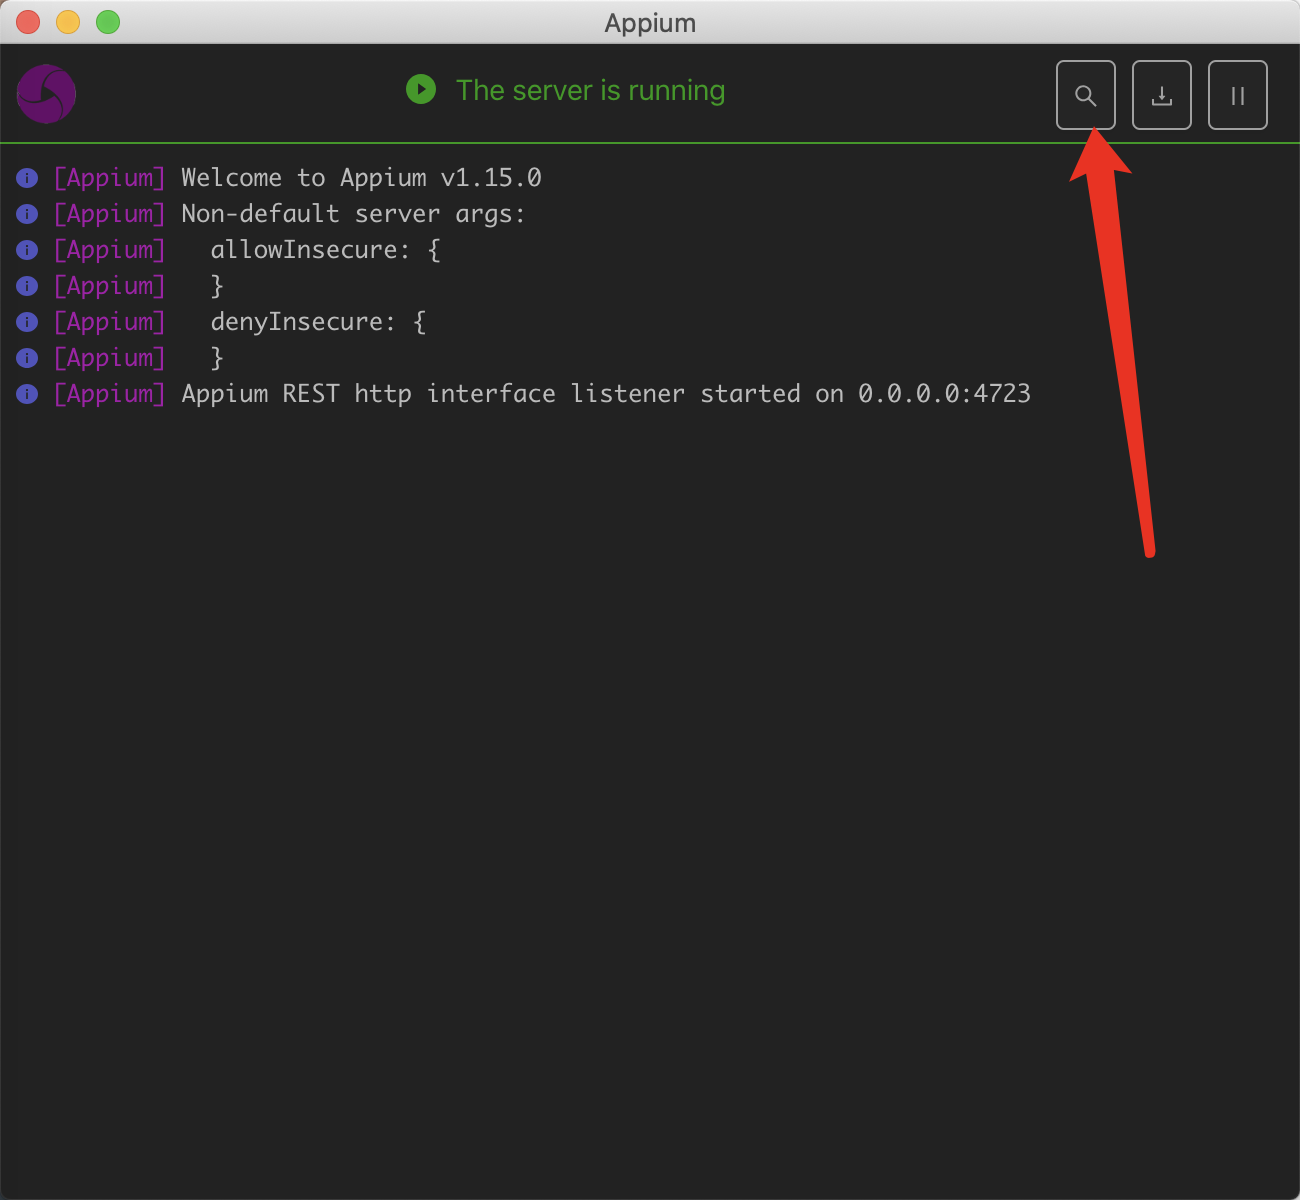 Appium
The server is running
[Appium] Welcome to Appium v1.15.0
[Appium] Non-default server args:
[Appium]   allowInsecure: {
[Appium]   }
[Appium]   denyInsecure: {
[Appium]   }
[Appium] Appium REST http interface listener started on 0.0.0.0:4723